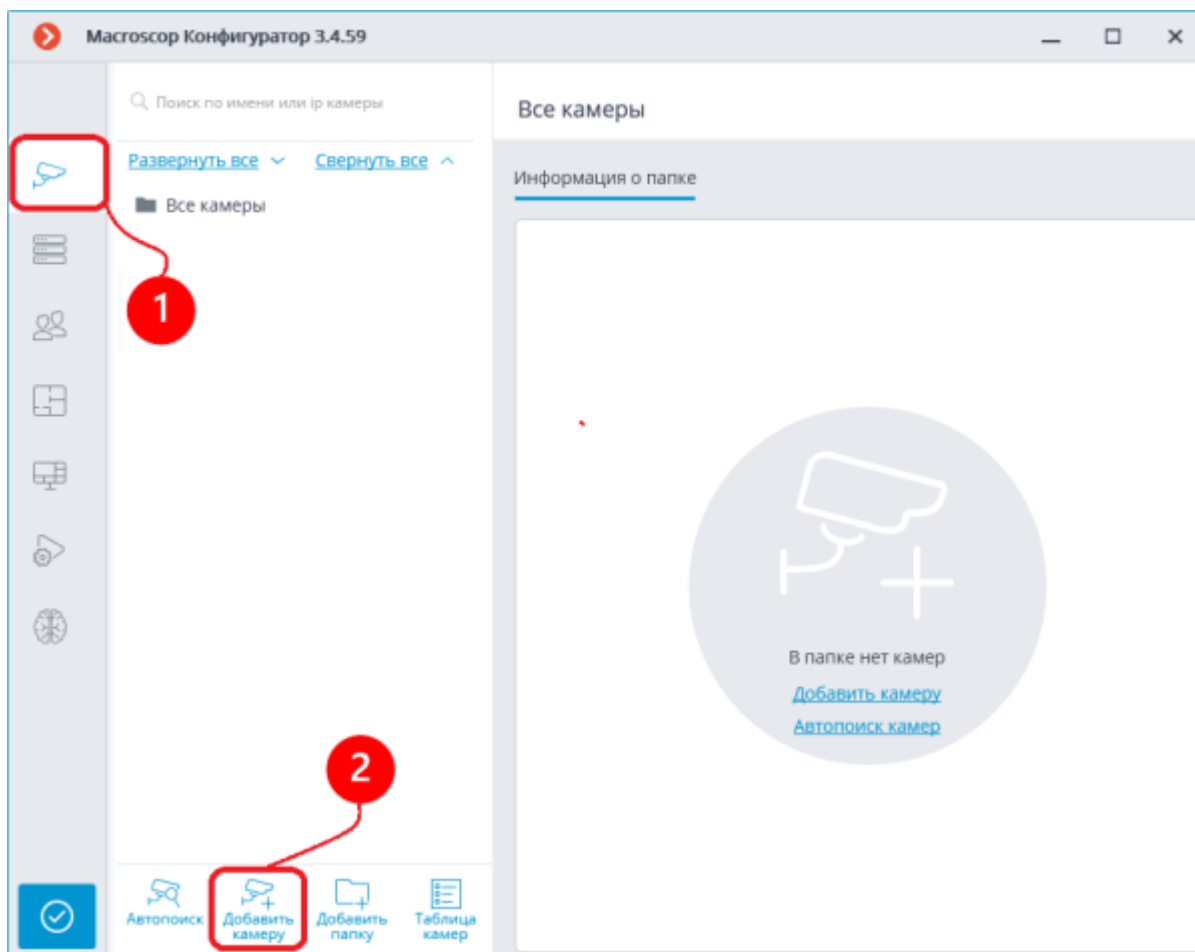 Macroscop Конфигуратор 3.4.59
Поиск по имени или ip камеры
Развернуть все
Свернуть все
Все камеры
1
2
Автопоиск
Добавить
камеру
Добавить
папку
Таблица
камер
Все камеры
Информация о папке
В папке нет камер
Добавить камеру
Автопоиск камер